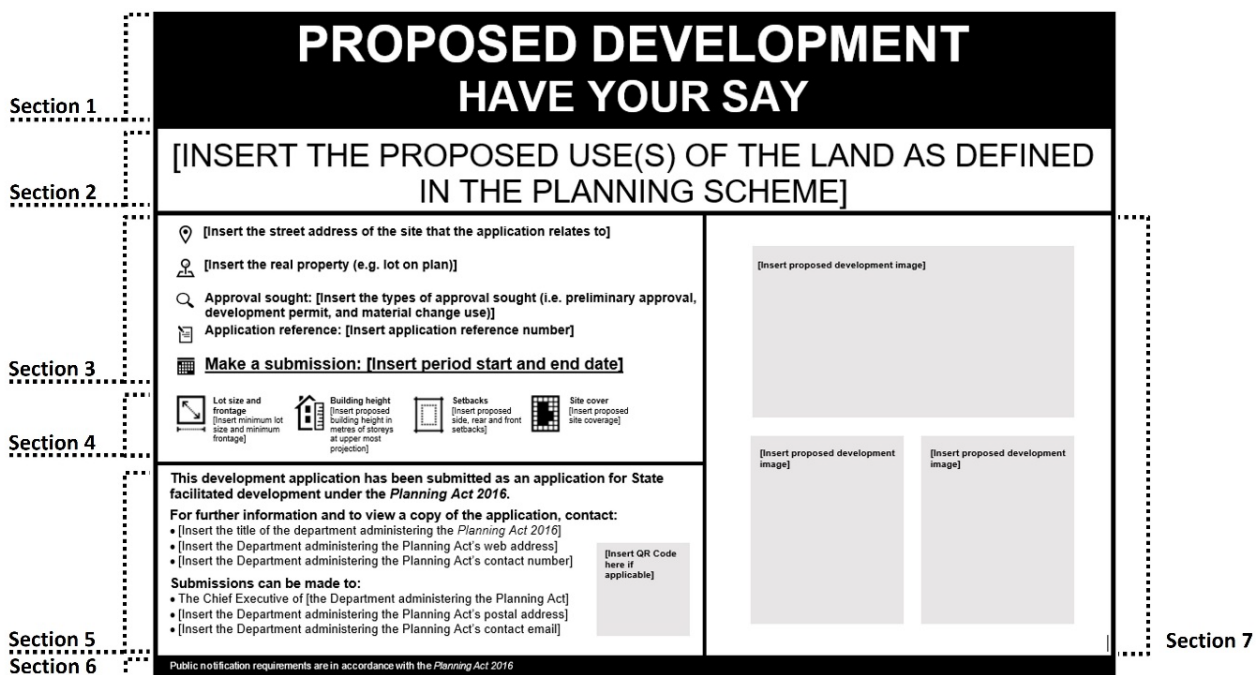 PROPOSED DEVELOPMENT
HAVE YOUR SAY
Section 1
[INSERT THE PROPOSED USE(S) OF THE LAND AS DEFINED
IN THE PLANNING SCHEME]
Section 2
[Insert the street address of the site that the application relates to]
[Insert the real property (e.g. lot on plan)]
Approval sought: [Insert the types of approval sought (i.e. preliminary approval,
development permit, and material change use)]
Application reference: [Insert application reference number]
Make a submission: [Insert period start and end date]
Section 3
Lot size and
frontage
[Insert minimum lot
size and minimum
frontage]
Building height
[Insert proposed
building height in
metres of storeys
at upper most
projection]
Setbacks
[Insert proposed
side, rear and front
setbacks]
Site cover
[Insert proposed
site coverage]
Section 4
This development application has been submitted as an application for State
facilitated development under the Planning Act 2016.
For further information and to view a copy of the application, contact:
• [Insert the title of the department administering the Planning Act 2016]
• [Insert the Department administering the Planning Act's web address]
• [Insert the Department administering the Planning Act's contact number]
Submissions can be made to:
• The Chief Executive of [the Department administering the Planning Act]
• [Insert the Department administering the Planning Act's postal address]
• [Insert the Department administering the Planning Act's contact email]
[Insert QR Code
here if
applicable]
Section 5
[Insert proposed development image]
[Insert proposed development
image]
[Insert proposed development
image]
Section 7
Section 6
Public notification requirements are in accordance with the Planning Act 2016